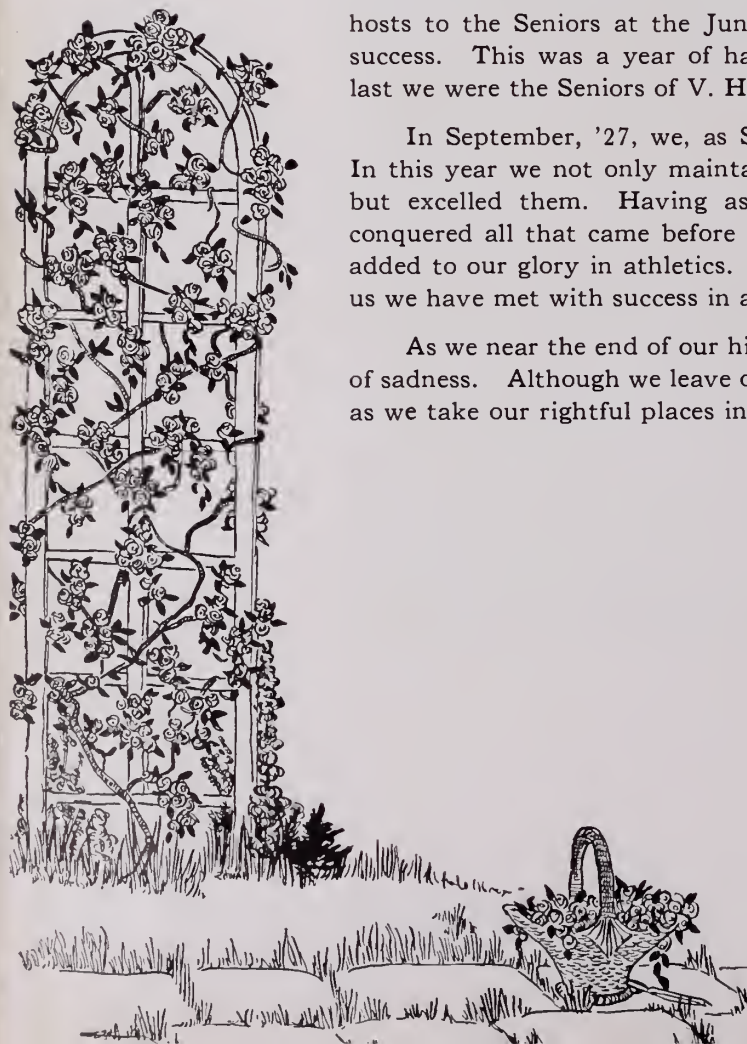 hosts to the Seniors at the Jun
success. This was a year of ha
last we were the Seniors of V. H
In September, '27, we, as S
In this year we not only mainta
but excelled them. Having as
conquered all that came before
added to our glory in athletics.
us we have met with success in a
As we near the end of our hi
of sadness. Although we leave o
as we take our rightful places in